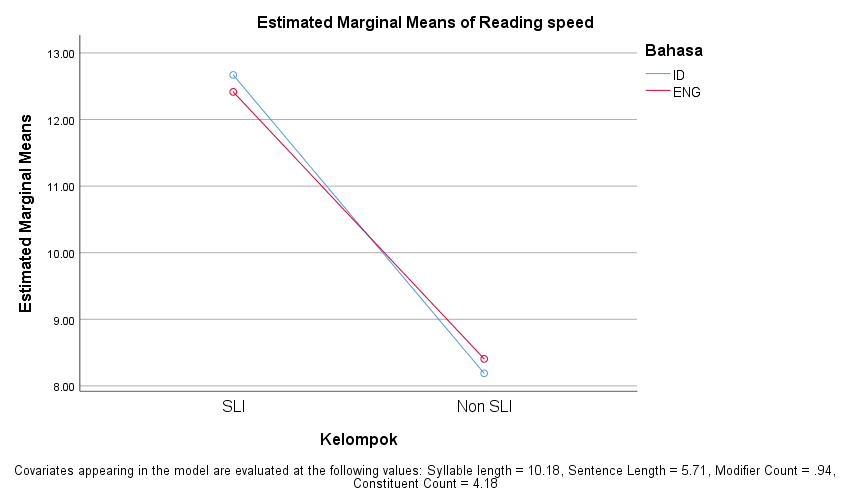 Estimated Marginal Means of Reading speed
Bahasa
ID
ENG
Estimated Marginal Means
13.00
12.00
11.00
10.00
9.00
8.00
SLI
Non SLI
Kelompok
Covariates appearing in the model are evaluated at the following values: Syllable length = 10.18, Sentence Length = 5.71, Modifier Count = .94,
Constituent Count = 4.18